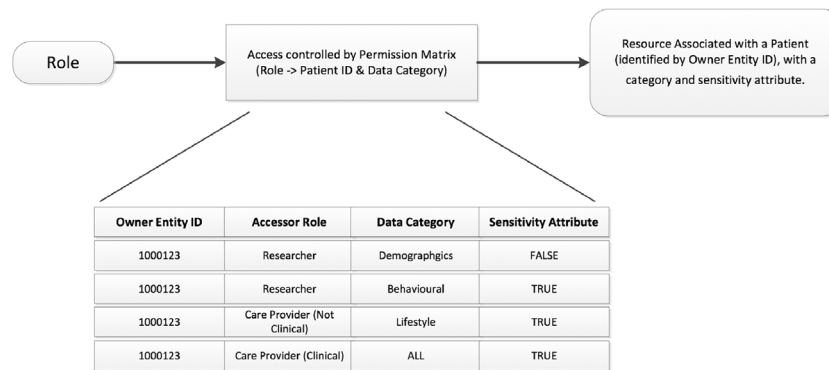 Role
Access controlled by Permission Matrix
(Role -> Patient ID & Data Category)
Resource Associated with a Patient
(identified by Owner Entity ID), with a
category and sensitivity attribute.
Owner Entity ID Accessor Role Data Category Sensitivity Attribute
1000123 Researcher Demographgics FALSE
1000123 Researcher Behavioural TRUE
1000123 Care Provider (Not Clinical) Lifestyle TRUE
1000123 Care Provider (Clinical) ALL TRUE